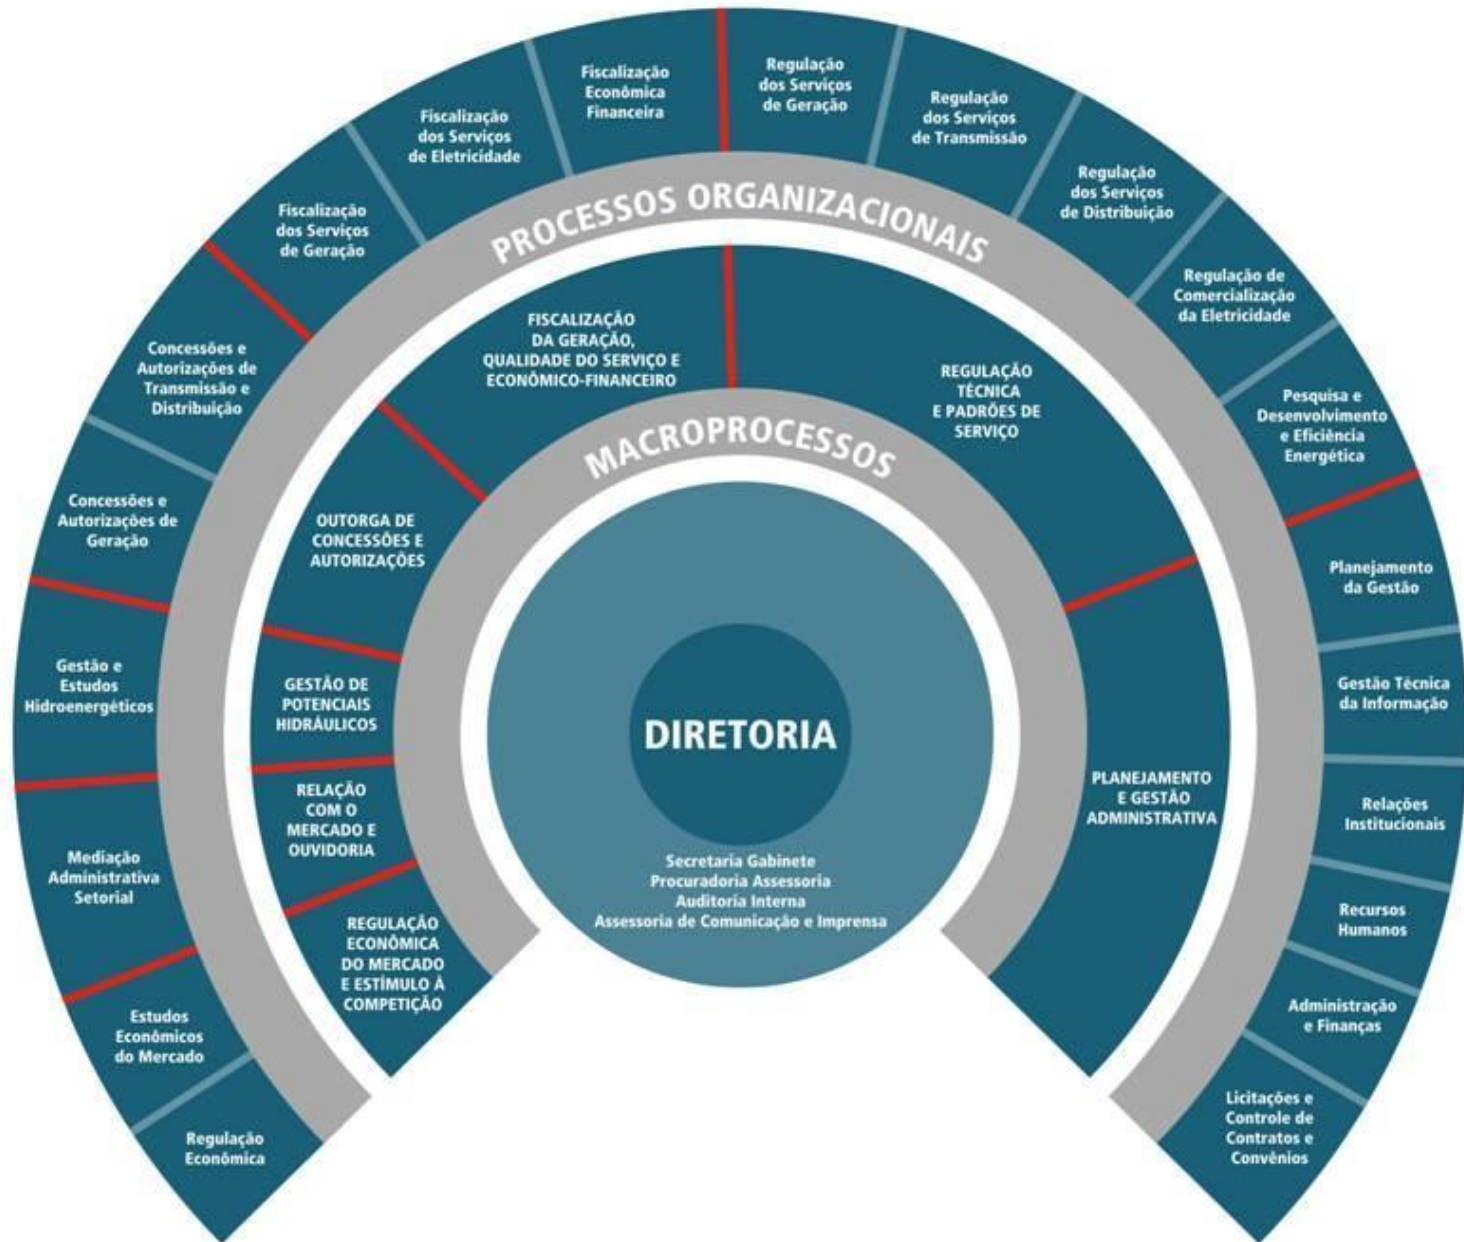 Fiscalização
Econômica
Financeira
Regulação
dos Serviços
de Geração
Fiscalização
dos Serviços
de Eletricidade
Regulação
dos Serviços
de Transmissão
Fiscalização
dos Serviços
de Geração
Regulação
dos Serviços
de Distribuição
PROCESSOS ORGANIZACIONAIS
Concessões e
Autorizações de
Transmissão e
Distribuição
Regulação de
Comercialização
da Eletricidade
FISCALIZAÇÃO
DA GERAÇÃO,
QUALIDADE DO SERVIÇO E
ECONÔMICO-FINANCEIRO
REGULAÇÃO
TÉCNICA
E PADRÕES DE
SERVIÇO
Pesquisa e
Desenvolvimento
e Eficiência
Energética
MACROPROCESSOS
Concessões e
Autorizações de
Geração
OUTORGA DE
CONCESSÕES E
AUTORIZAÇÕES
Planejamento
da Gestão
Gestão e
Estudos
Hidroenergéticos
GESTÃO DE
POTENCIAIS
HIDRÁULICOS
Gestão Técnica
da Informação
DIRETORIA
RELAÇÃO
COM O
MERCADO E
OUVIDORIA
PLANEJAMENTO
E GESTÃO
ADMINISTRATIVA
Relações
Institucionais
Mediação
Administrativa
Setorial
Secretaria Gabinete
Procuradoria Assessoria
Auditoria Interna
Assessoria de Comunicação e Imprensa
Recursos
Humanos
REGULAÇÃO
ECONÔMICA
DO MERCADO
E ESTÍMULO À
COMPETIÇÃO
Estudos
Econômicos
do Mercado
Administração
e Finanças
Regulação
Econômica
Licitações e
Controle de
Contratos e
Convênios